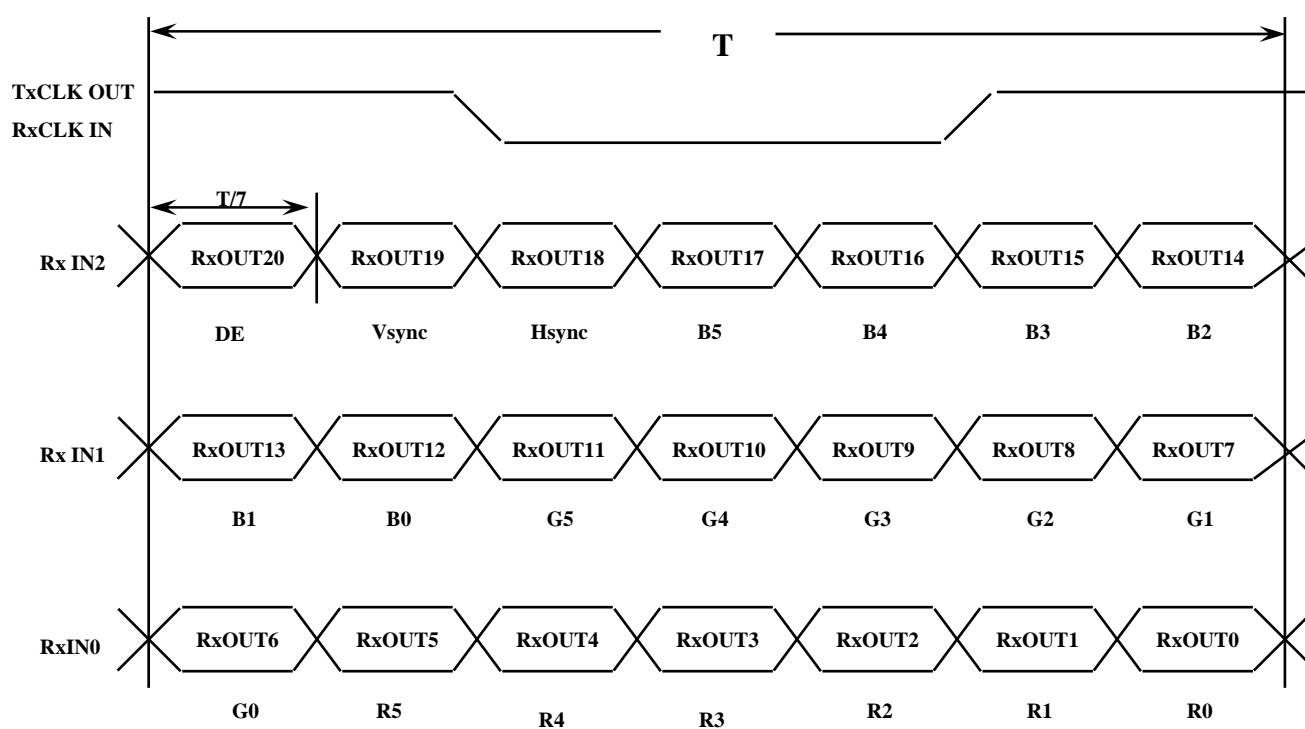 T
TxCLK OUT
RxCLK IN
T/7
Rx IN2 RxOUT20 RxOUT19 RxOUT18 RxOUT17 RxOUT16 RxOUT15 RxOUT14
DE Vsync Hsync B5 B4 B3 B2
Rx IN1 RxOUT13 RxOUT12 RxOUT11 RxOUT10 RxOUT9 RxOUT8 RxOUT7
B1 B0 G5 G4 G3 G2 G1
RxIN0 RxOUT6 RxOUT5 RxOUT4 RxOUT3 RxOUT2 RxOUT1 RxOUT0
G0 R5 R4 R3 R2 R1 R0